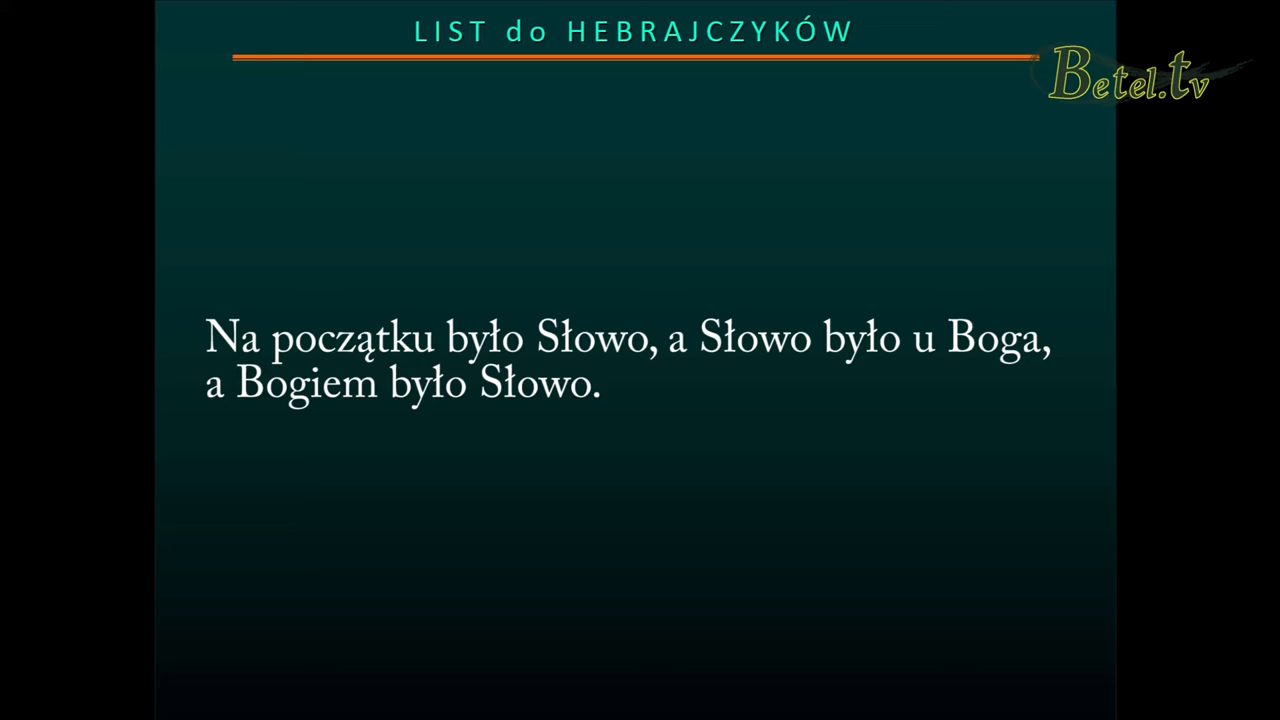 LIST do HEBRAJCZYKÓW
Betel.tv
Na początku było Słowo, a Słowo było u Boga,
a Bogiem było Słowo.